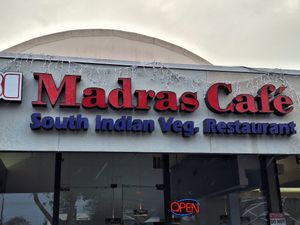 Madras Café
South Indian Veg. Restaurant
OPEN